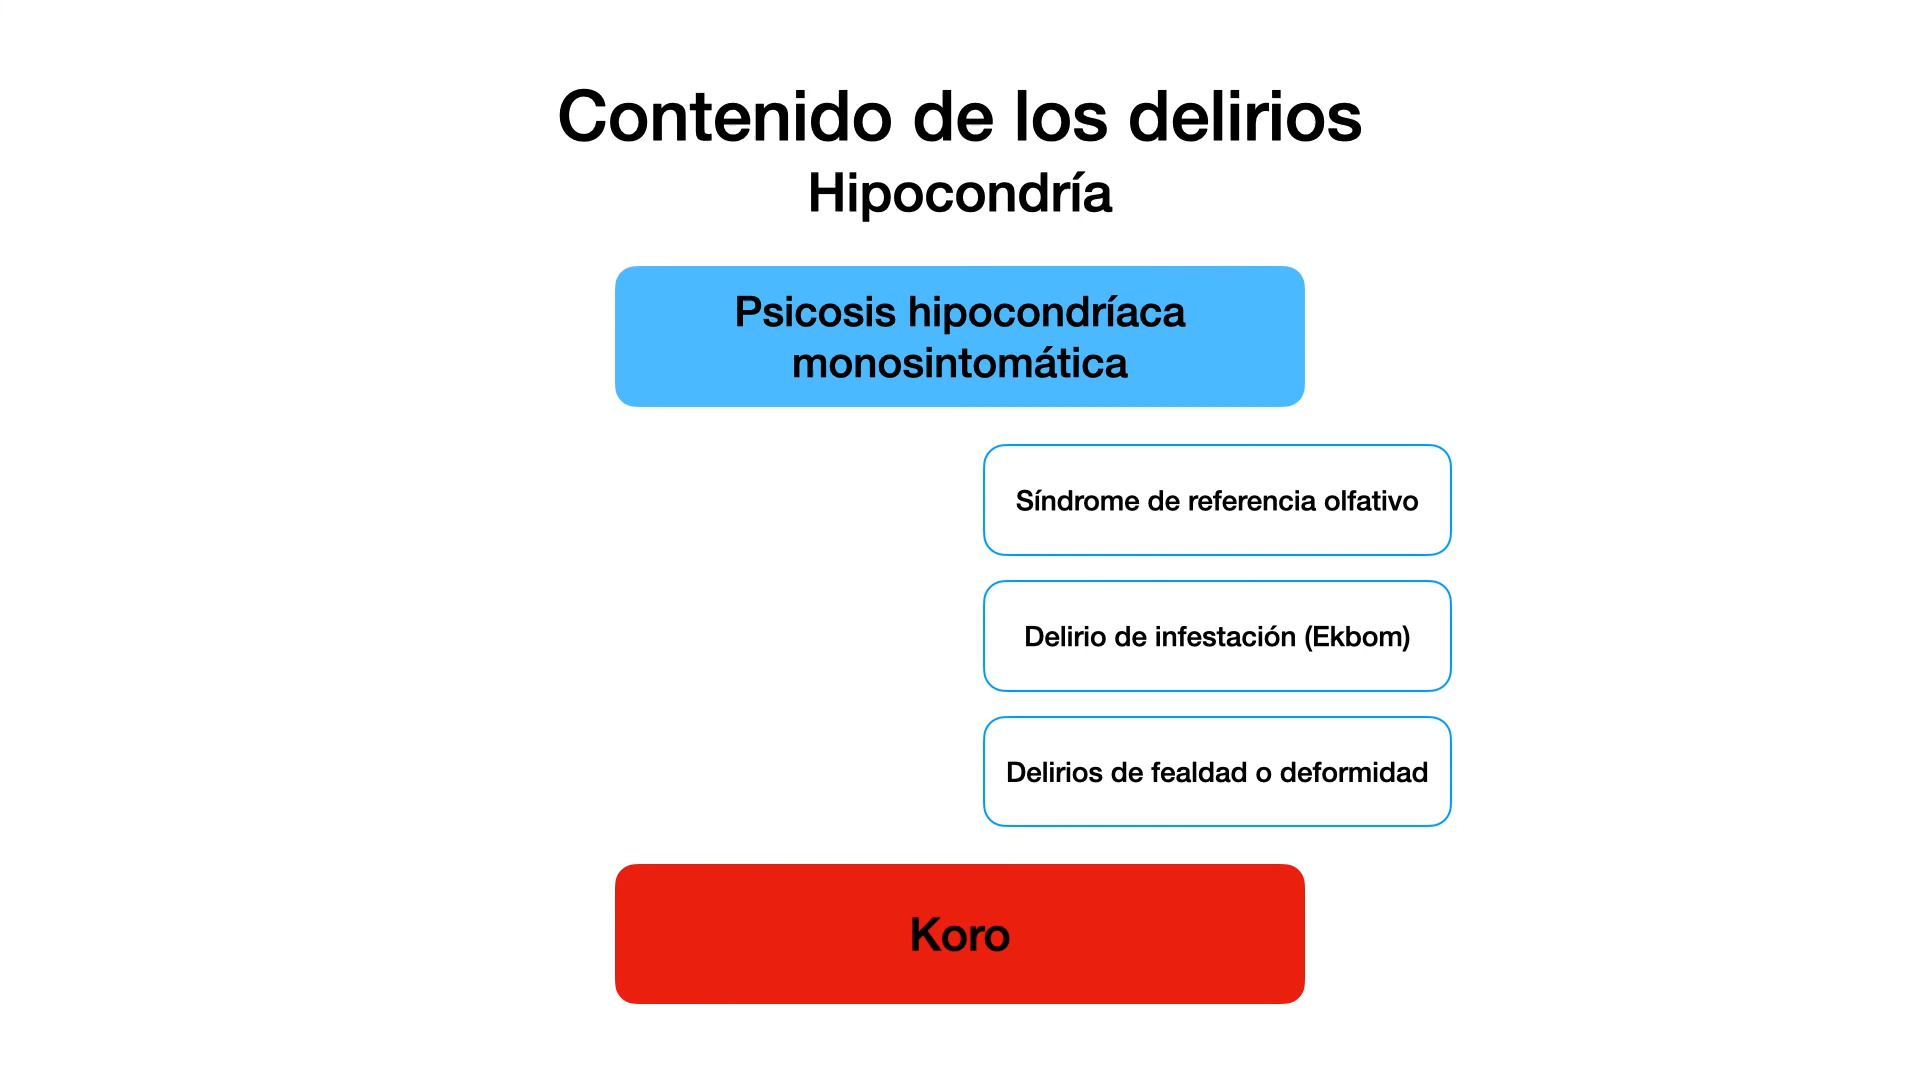 Contenido de los delirios
Hipocondría
Psicosis hipocondríaca
monosintomática
Síndrome de referencia olfativo
Delirio de infestación (Ekbom)
Delirios de fealdad o deformidad
Koro